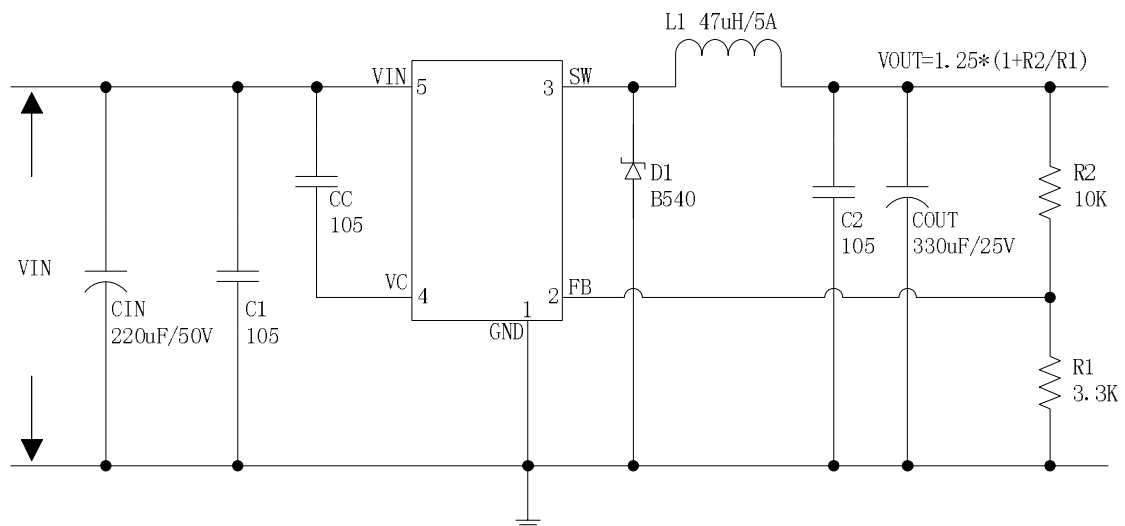 L1 47uH/5A
VOUT=1.25*(1+R2/R1)
VIN
5
3
SW
CC
105
D1
B540
R2
10K
C2
105
COUT
330uF/25V
VIN
VC
4
2
FB
1
GND
CIN
220uF/50V
C1
105
R1
3.3K